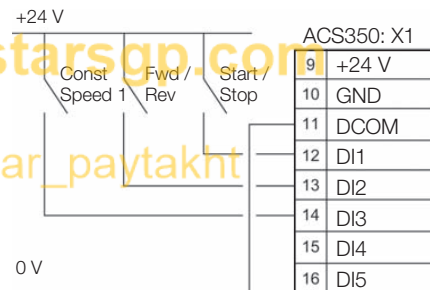 +24 V
ACS350: X1
starsgp.com
Const Speed 1
Fwd / Rev
Start / Stop
9 +24 V
10 GND
11 DCOM
ar_paytakht
12 DI1
13 DI2
14 DI3
15 DI4
0 V
16 DI5